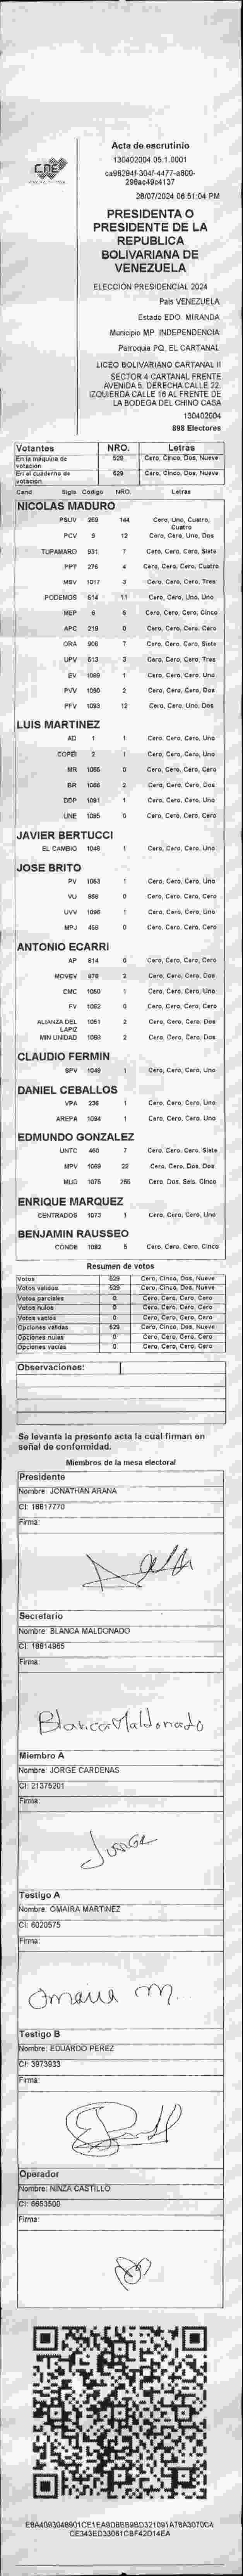 CNE
Acta de escrutinio
130402004.05.1.0001
28/07/2024 06:51:04 PM
PRESIDENTA O
PRESIDENTE DE LA
REPUBLICA
BOLIVARIANA DE
VENEZUELA
ELECCIÓN PRESIDENCIAL 2024
País VENEZUELA
Estado EDO. MIRANDA
Municipio MP. INDEPENDENCIA
Parroquia PQ. EL CARTANAL
LICEO BOLIVARIANO CARTANAL II
SECTOR 4 CARTANAL FRENTE
AVENIDA 5. DERECHA CALLE 22.
IZQUIERDA CALLE 16 AL FRENTE DE
LA BODEGA DEL CHINO CASA
130402004
898 Electores
Votantes NRO. Letras
En la máquina de votación 529 Cero, Cinco, Dos, Nueve
En el cuaderno de votación 529 Cero, Cinco, Dos, Nueve
Cand Sigla Código NRO. Letras
NICOLAS MADURO
PSUV 269 144 Cero, Uno, Cuatro, Cuatro
PCV 9 12 Cero, Cero, Uno, Dos
TUPAMARO 931 7 Cero, Cero, Cero, Siete
PPT 276 4 Cero, Cero, Cero, Cuatro
MSV 1017 3 Cero, Cero, Cero, Tres
PODEMOS 514 11 Cero, Cero, Uno, Uno
MEP 6 5 Cero, Cero, Cero, Cinco
APC 219 0 Cero, Cero, Cero, Cero
ORA 906 7 Cero, Cero, Cero, Siete
UPV 613 3 Cero, Cero, Cero, Tres
EV 1089 1 Cero, Cero, Cero, Uno
PVV 1090 2 Cero, Cero, Cero, Dos
PFV 1093 12 Cero, Cero, Uno, Dos
LUIS MARTINEZ
AD 1 1 Cero, Cero, Cero, Uno
COPEI 2 1 Cero, Cero, Cero, Uno
MR 1055 0 Cero, Cero, Cero, Cero
BR 1066 2 Cero, Cero, Cero, Dos
DDP 1091 1 Cero, Cero, Cero, Uno
UNE 1095 0 Cero, Cero, Cero, Cero
JAVIER BERTUCCI
EL CAMBIO 1048 1 Cero, Cero, Cero, Uno
JOSE BRITO
PV 1053 1 Cero, Cero, Cero, Uno
VU 868 0 Cero, Cero, Cero, Cero
UVV 1096 1 Cero, Cero, Cero, Uno
MPJ 458 0 Cero, Cero, Cero, Cero
ANTONIO ECARRI
AP 614 0 Cero, Cero, Cero, Cero
MOVEV 878 2 Cero, Cero, Cero, Dos
CMC 1050 1 Cero, Cero, Cero, Uno
FV 1082 0 Cero, Cero, Cero, Cero
ALIANZA DEL LAPIZ 1051 2 Cero, Cero, Cero, Dos
MIN UNIDAD 1069 2 Cero, Cero, Cero, Dos
CLAUDIO FERMIN
SPV 1049 1 Cero, Cero, Cero, Uno
DANIEL CEBALLOS
VPA 236 1 Cero, Cero, Cero, Uno
AREPA 1094 1 Cero, Cero, Cero, Uno
EDMUNDO GONZALEZ
UNTC 460 7 Cero, Cero, Cero, Siete
MPV 1069 22 Cero, Cero, Dos, Dos
MUD 1075 265 Cero, Dos, Seis, Cinco
ENRIQUE MARQUEZ
CENTRADOS 1073 1 Cero, Cero, Cero, Uno
BENJAMIN RAUSSEO
CONDE 1082 5 Cero, Cero, Cero, Cinco
Resumen de votos
Votos 529 Cero, Cinco, Dos, Nueve
Votos válidos 529 Cero, Cinco, Dos, Nueve
Votos parciales 0 Cero, Cero, Cero, Cero
Votos nulos 0 Cero, Cero, Cero, Cero
Votos vacíos 0 Cero, Cero, Cero, Cero
Opciones válidas 529 Cero, Cinco, Dos, Nueve
Opciones nulas 0 Cero, Cero, Cero, Cero
Opciones vacías 0 Cero, Cero, Cero, Cero
Observaciones:
Se levanta la presente acta la cual firman en
señal de conformidad.
Miembros de la mesa electoral
Presidente
Nombre: JONATHAN ARANA
CI: 18817770
Firma:
Secretario
Nombre: BLANCA MALDONADO
CI: 18814965
Firma:
Blanca Maldonado
Miembro A
Nombre: JORGE CARDENAS
CI: 21375201
Firma:
Jorge
Testigo A
Nombre: OMAIRA MARTINEZ
CI: 6020575
Firma:
Omaira M...
Testigo B
Nombre: EDUARDO PEREZ
CI: 3973933
Firma:
Operador
Nombre: NINZA CASTILLO
CI: 6653500
Firma: